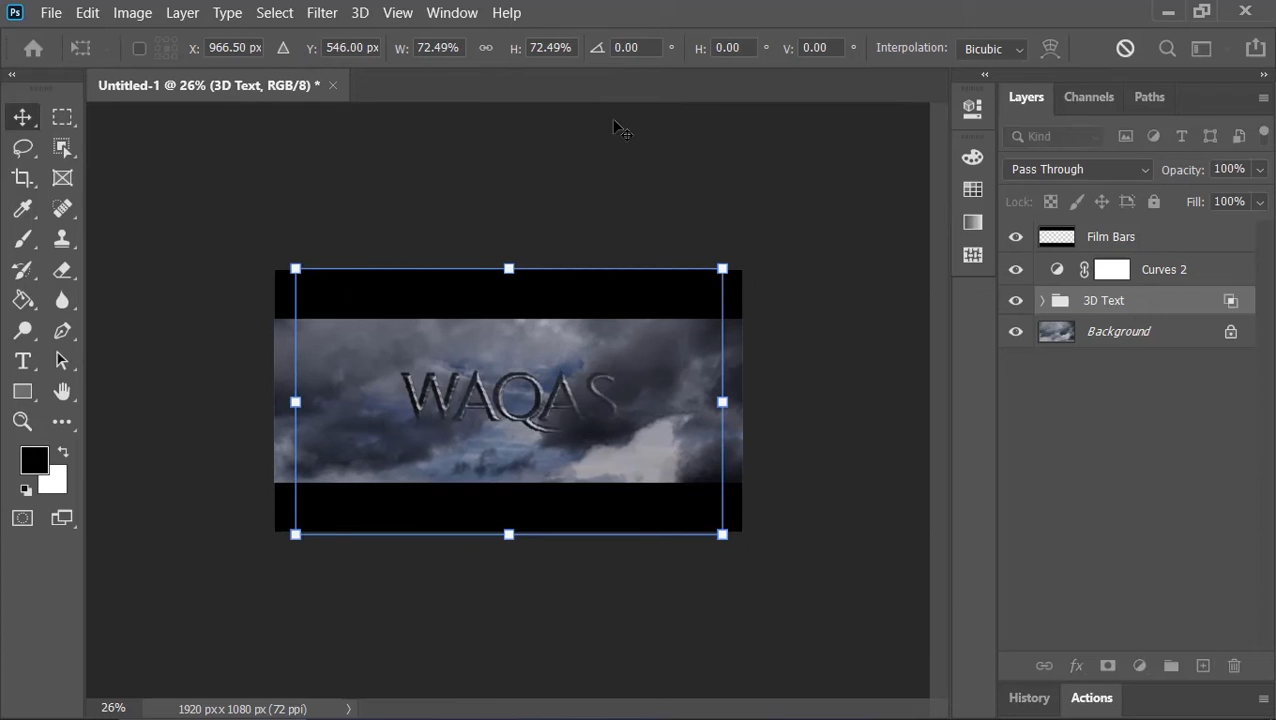 Ps File Edit Image Layer Type Select Filter 3D View Window Help
X: 966.50 px Y: 546.00 px W: 72.49% H: 72.49% 0.00 ° H: 0.00 ° V: 0.00 ° Interpolation: Bicubic
Untitled-1 @ 26% (3D Text, RGB/8) *
Layers Channels Paths
Kind
Pass Through Opacity: 100%
Lock: Fill: 100%
Film Bars
Curves 2
3D Text
Background
WAQAS
fx
History Actions
26% 1920 px x 1080 px (72 ppi)